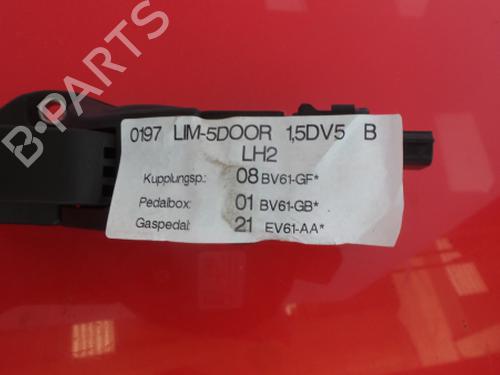 0197 LIM-5DOOR 1,5DV5 B
LH2
Kupplungsp.: 08 BV61-GF*
Pedalbox: 01 BV61-GB*
Gaspedal: 21 EV61-AA*
B-PARTS